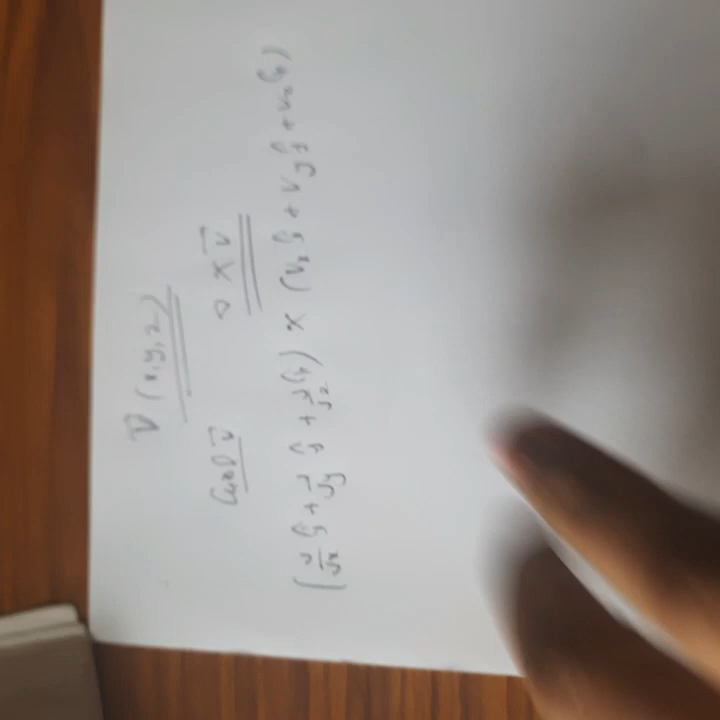 V⃗ (x, y, z)
Curl V⃗ ∇ × V⃗
(∂/∂x î + ∂/∂y ĵ + ∂/∂z k̂) × (Vx î + Vy ĵ + Vz k̂)